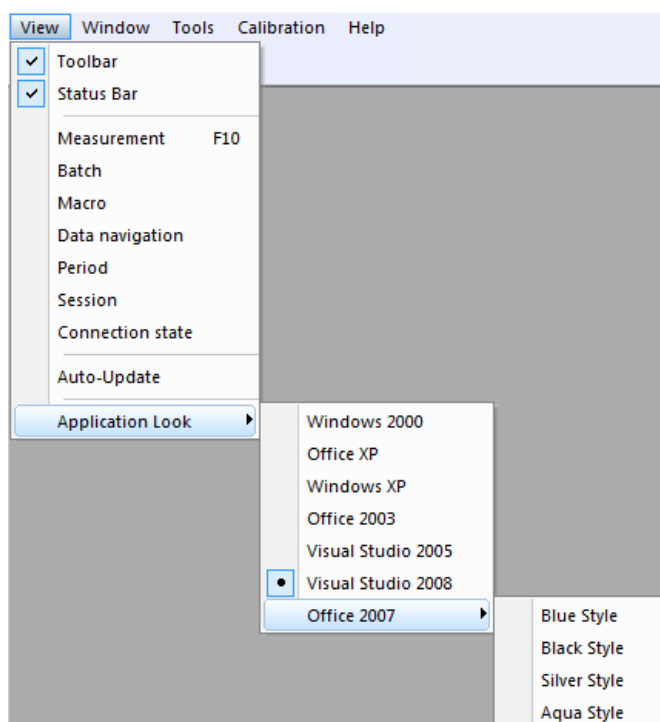 View Window Tools Calibration Help
Toolbar
Status Bar
Measurement F10
Batch
Macro
Data navigation
Period
Session
Connection state
Auto-Update
Application Look
Windows 2000
Office XP
Windows XP
Office 2003
Visual Studio 2005
Visual Studio 2008
Office 2007
Blue Style
Black Style
Silver Style
Aqua Style